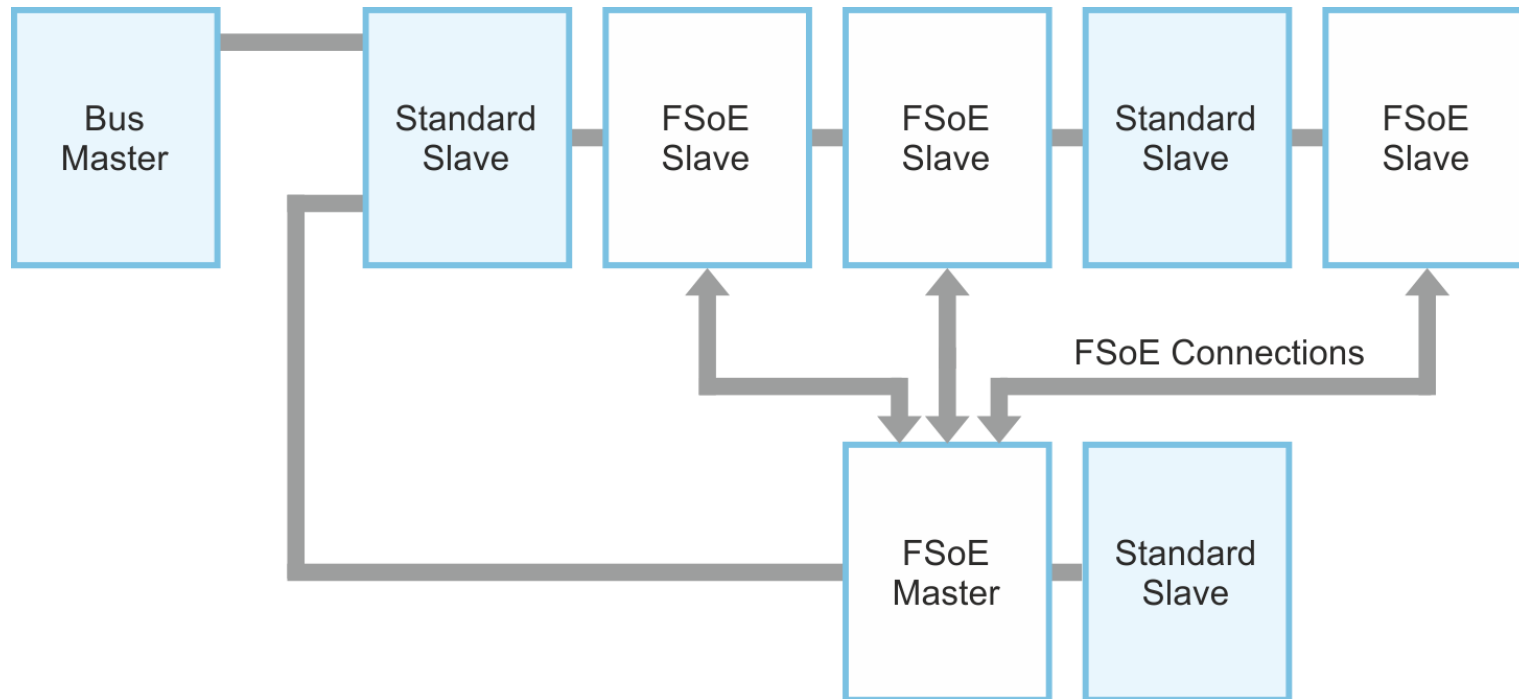 Bus
Master
Standard
Slave
FSoE
Slave
FSoE
Slave
Standard
Slave
FSoE
Slave
FSoE Connections
FSoE
Master
Standard
Slave